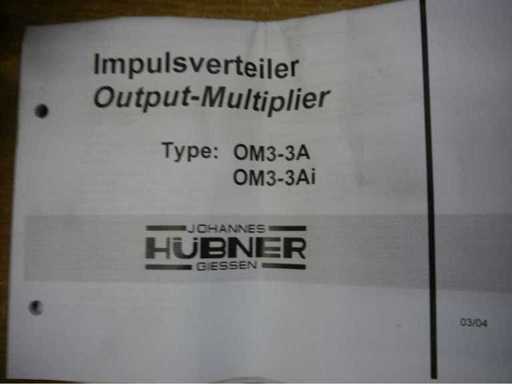 Impulsverteiler
Output-Multiplier
Type: OM3-3A
OM3-3Ai
JOHANNES
HÜBNER
GIESSEN
03/04